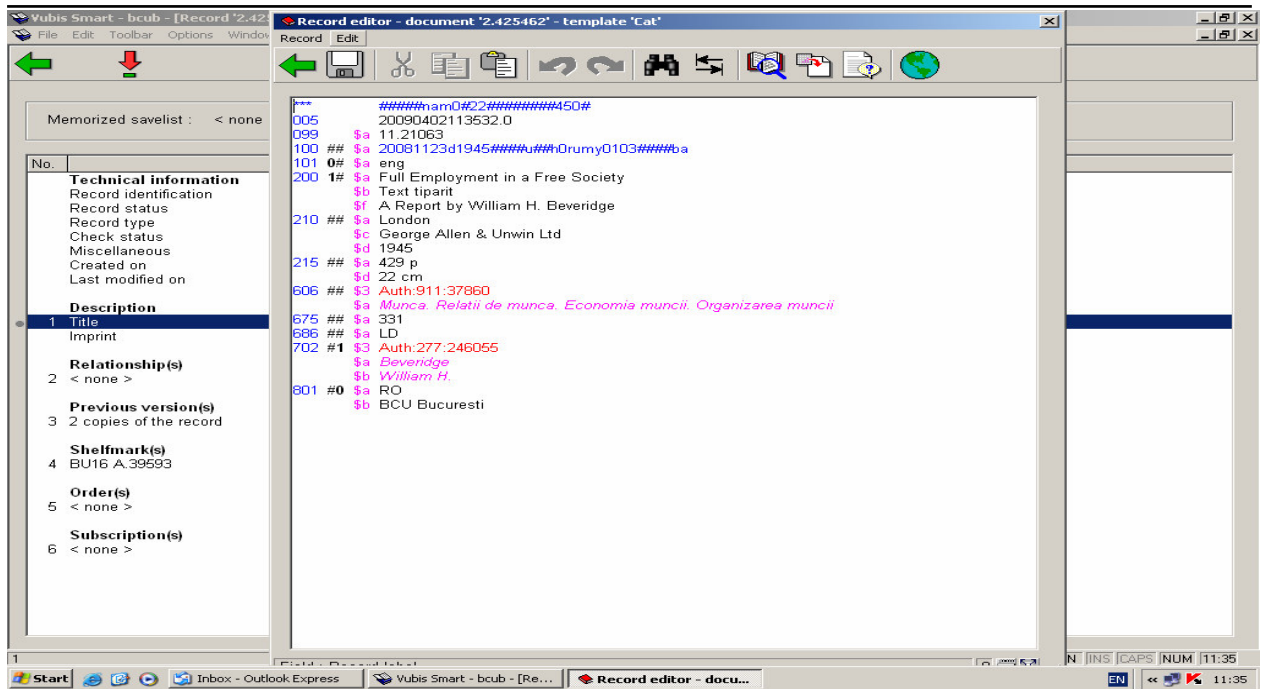 Vubis Smart - bcub - [Record '2.42
File Edit Toolbar Options Window
Memorized savelist : < none
No.
Technical information
Record identification
Record status
Record type
Check status
Miscellaneous
Created on
Last modified on
Description
1 Title
Imprint
Relationship(s)
2 < none >
Previous version(s)
3 2 copies of the record
Shelfmark(s)
4 BU16 A.39593
Order(s)
5 < none >
Subscription(s)
6 < none >
1
Record editor - document '2.425462' - template 'Cat'
Record Edit
*** #####nam0#22########450#
005 20090402113532.0
099 $a 11.21063
100 ## $a 20081123d1945####u##h0rumy0103####ba
101 0# $a eng
200 1# $a Full Employment in a Free Society
$b Text tiparit
$f A Report by William H. Beveridge
210 ## $a London
$c George Allen & Unwin Ltd
$d 1945
215 ## $a 429 p
$d 22 cm
606 ## $3 Auth:911:37860
$a Munca. Relatii de munca. Economia muncii. Organizarea muncii
675 ## $a 331
686 ## $a LD
702 #1 $3 Auth:277:246055
$a Beveridge
$b William H.
801 #0 $a RO
$b BCU Bucuresti
Field : Record label
N INS CAPS NUM 11:35
Start Inbox - Outlook Express Vubis Smart - bcub - [Re... Record editor - docu... EN « 11:35